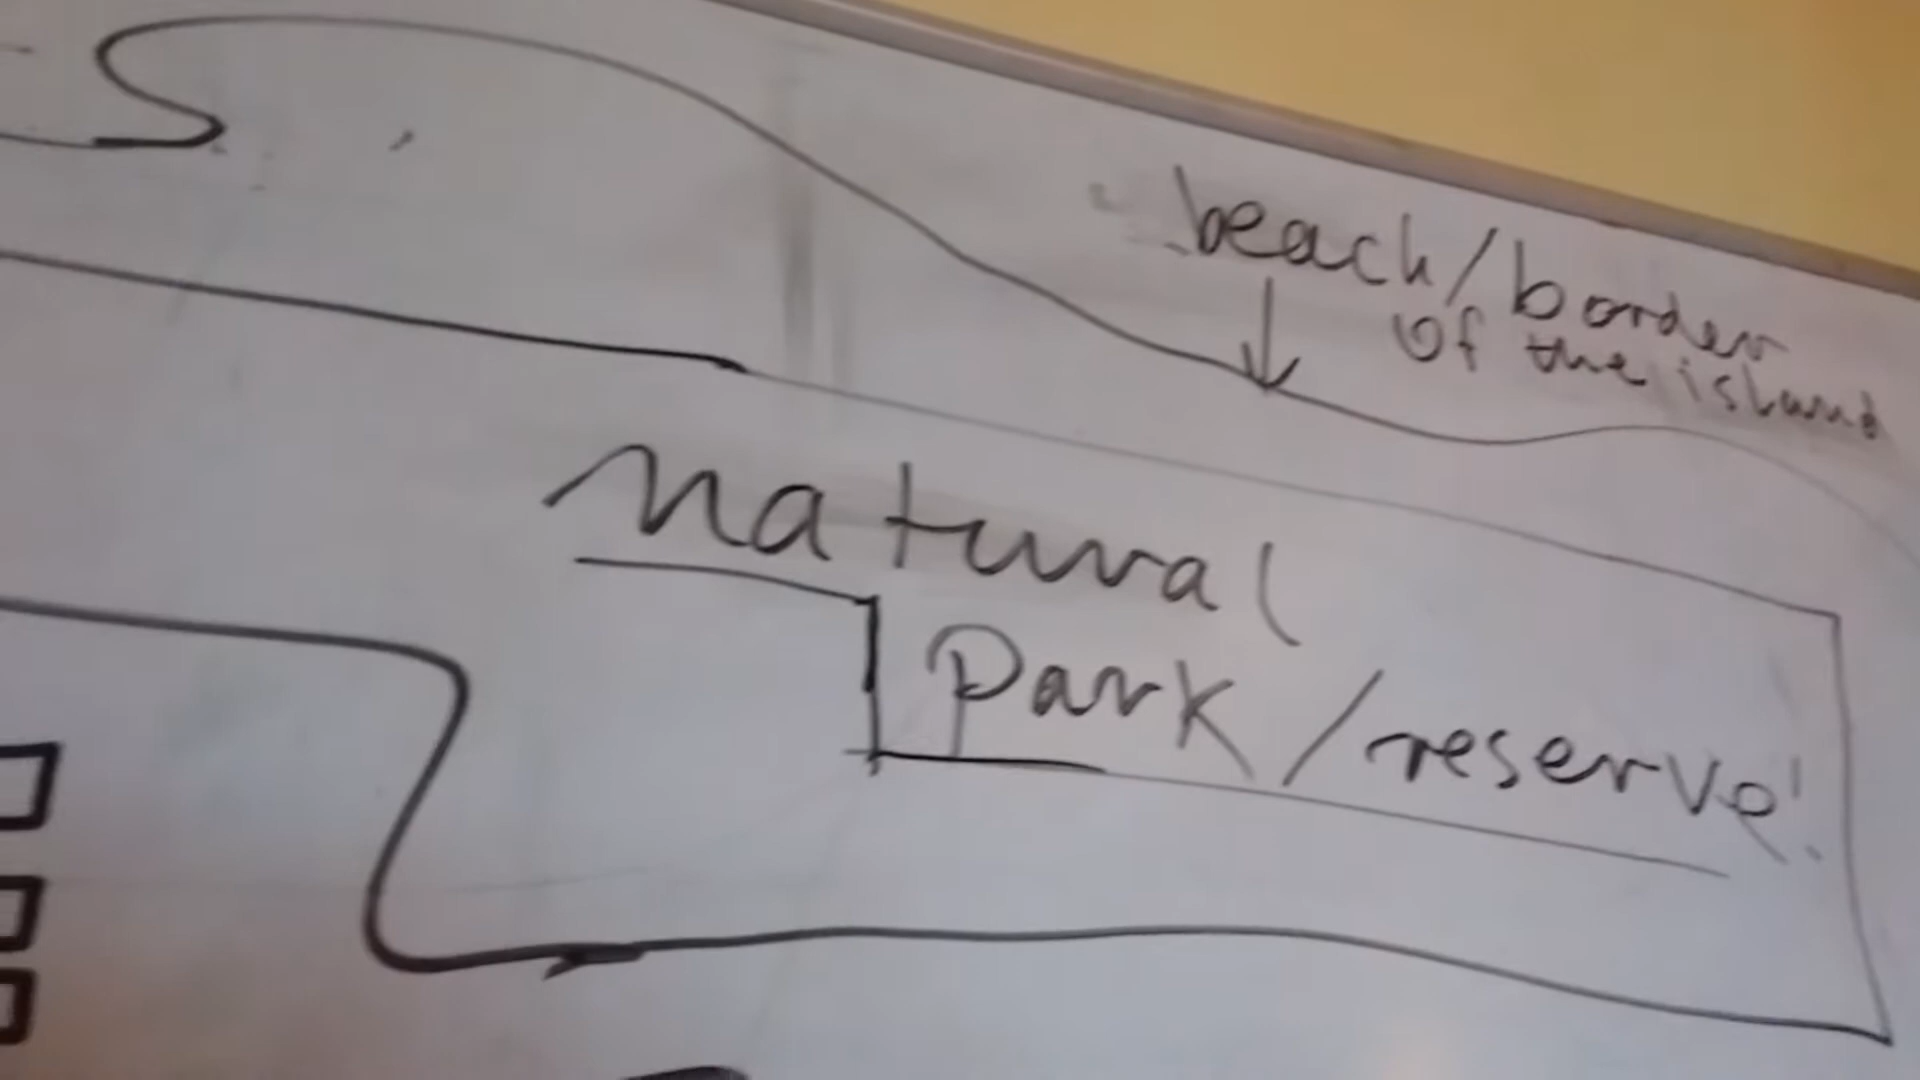 beach/border
of the island
natural
Park/reserve